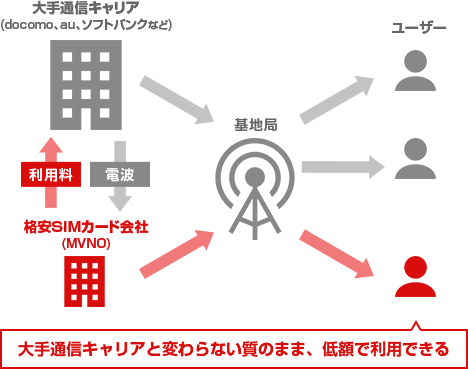 大手通信キャリア
(docomo、au、ソフトバンクなど)
ユーザー
基地局
利用料
電波
格安SIMカード会社
(MVNO)
大手通信キャリアと変わらない質のまま、低額で利用できる